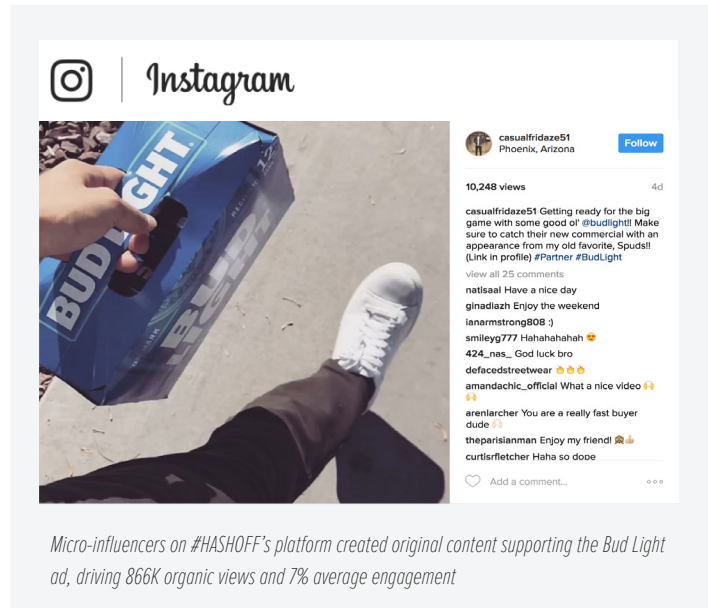 Instagram
BUD LIGHT
12
BUD
LIGHT
casualfridaze51
Phoenix, Arizona
Follow
10,248 views
4d
casualfridaze51 Getting ready for the big
game with some good ol' @budlight!! Make
sure to catch their new commercial with an
appearance from my old favorite, Spuds!!
(Link in profile) #Partner #BudLight
view all 25 comments
natisaal Have a nice day
ginadiazh Enjoy the weekend
ianarmstrong808 :)
smileyg777 Hahahahahah 😍
424_nas_ God luck bro
defacedstreetwear 👌👌👌
amandachic_official What a nice video 🙌
🙌
arenlarcher You are a really fast buyer
dude 🙌🏻
theparisianman Enjoy my friend! 🙈👍🏼
curtisrfletcher Haha so dope
Add a comment...
Micro-influencers on #HASHOFF's platform created original content supporting the Bud Light
ad, driving 866K organic views and 7% average engagement